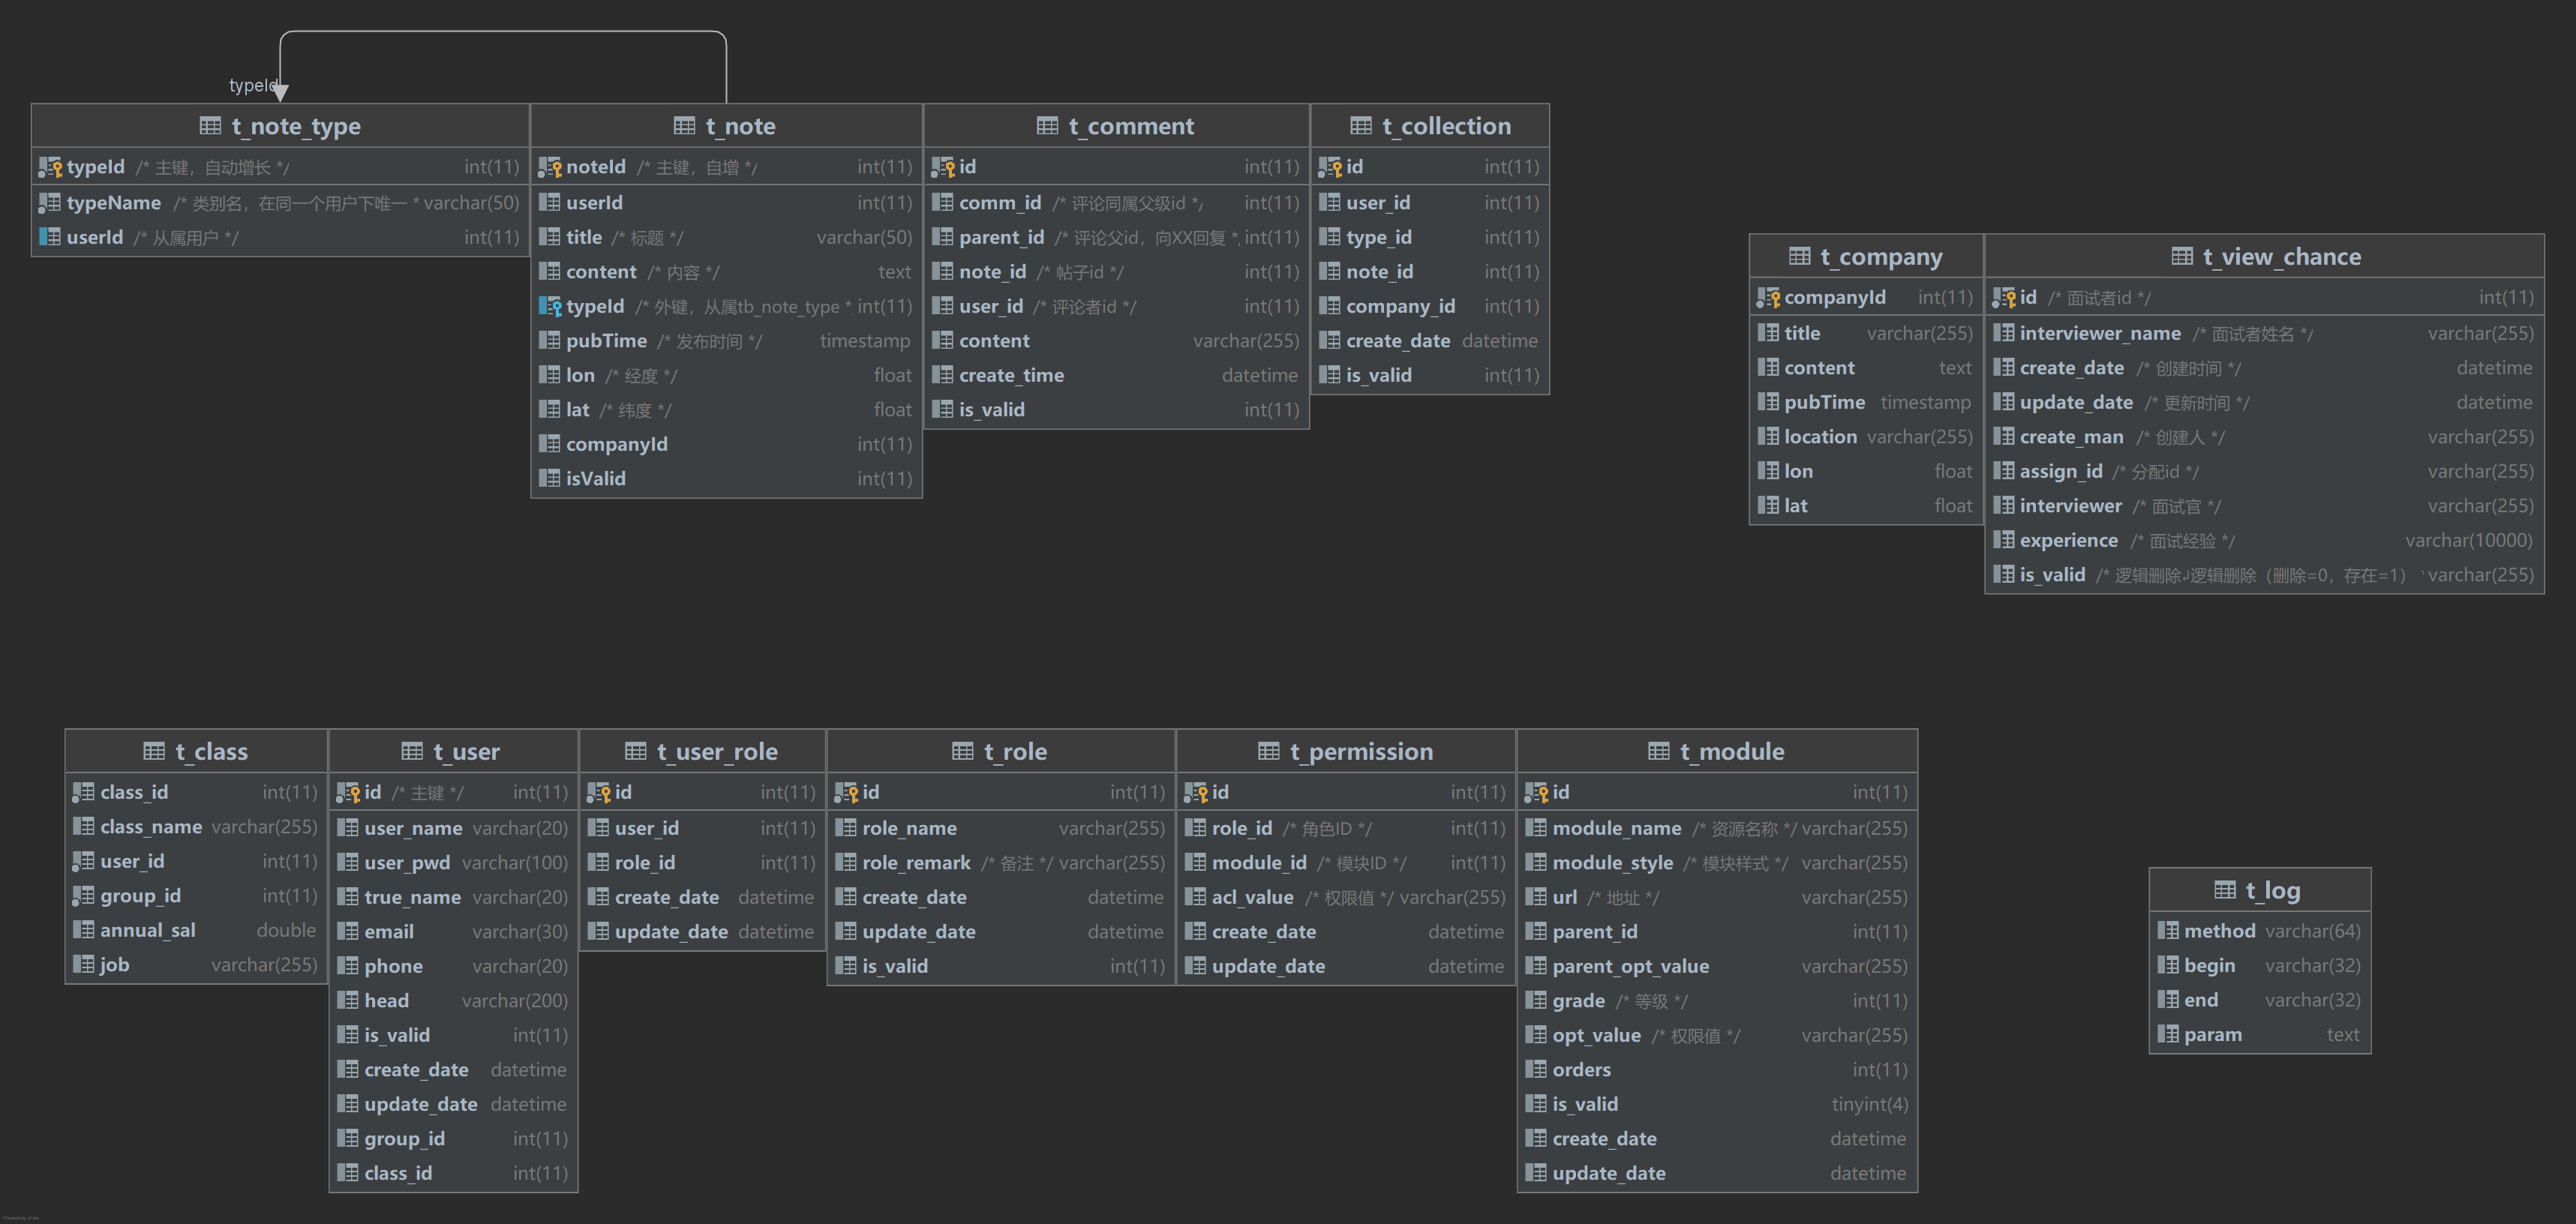 typeId
t_note_type
typeId /* 主键，自动增长 */ int(11)
typeName /* 类别名，在同一个用户下唯一 * varchar(50)
userId /* 从属用户 */ int(11)
t_note
noteId /* 主键，自增 */ int(11)
userId int(11)
title /* 标题 */ varchar(50)
content /* 内容 */ text
typeId /* 外键，从属tb_note_type * int(11)
pubTime /* 发布时间 */ timestamp
lon /* 经度 */ float
lat /* 纬度 */ float
companyId int(11)
isValid int(11)
t_comment
id int(11)
comm_id /* 评论同属父级id */ int(11)
parent_id /* 评论父id，向XX回复 * int(11)
note_id /* 帖子id */ int(11)
user_id /* 评论者id */ int(11)
content varchar(255)
create_time datetime
is_valid int(11)
t_collection
id int(11)
user_id int(11)
type_id int(11)
note_id int(11)
company_id int(11)
create_date datetime
is_valid int(11)
t_company
companyId int(11)
title varchar(255)
content text
pubTime timestamp
location varchar(255)
lon float
lat float
t_view_chance
id /* 面试者id */ int(11)
interviewer_name /* 面试者姓名 */ varchar(255)
create_date /* 创建时间 */ datetime
update_date /* 更新时间 */ datetime
create_man /* 创建人 */ varchar(255)
assign_id /* 分配id */ varchar(255)
interviewer /* 面试官 */ varchar(255)
experience /* 面试经验 */ varchar(10000)
is_valid /* 逻辑删除↲逻辑删除（删除=0，存在=1） varchar(255)
t_class
class_id int(11)
class_name varchar(255)
user_id int(11)
group_id int(11)
annual_sal double
job varchar(255)
t_user
id /* 主键 */ int(11)
user_name varchar(20)
user_pwd varchar(100)
true_name varchar(20)
email varchar(30)
phone varchar(20)
head varchar(200)
is_valid int(11)
create_date datetime
update_date datetime
group_id int(11)
class_id int(11)
t_user_role
id int(11)
user_id int(11)
role_id int(11)
create_date datetime
update_date datetime
t_role
id int(11)
role_name varchar(255)
role_remark /* 备注 */ varchar(255)
create_date datetime
update_date datetime
is_valid int(11)
t_permission
id int(11)
role_id /* 角色ID */ int(11)
module_id /* 模块ID */ int(11)
acl_value /* 权限值 */ varchar(255)
create_date datetime
update_date datetime
t_module
id int(11)
module_name /* 资源名称 */ varchar(255)
module_style /* 模块样式 */ varchar(255)
url /* 地址 */ varchar(255)
parent_id int(11)
parent_opt_value varchar(255)
grade /* 等级 */ int(11)
opt_value /* 权限值 */ varchar(255)
orders int(11)
is_valid tinyint(4)
create_date datetime
update_date datetime
t_log
method varchar(64)
begin varchar(32)
end varchar(32)
param text